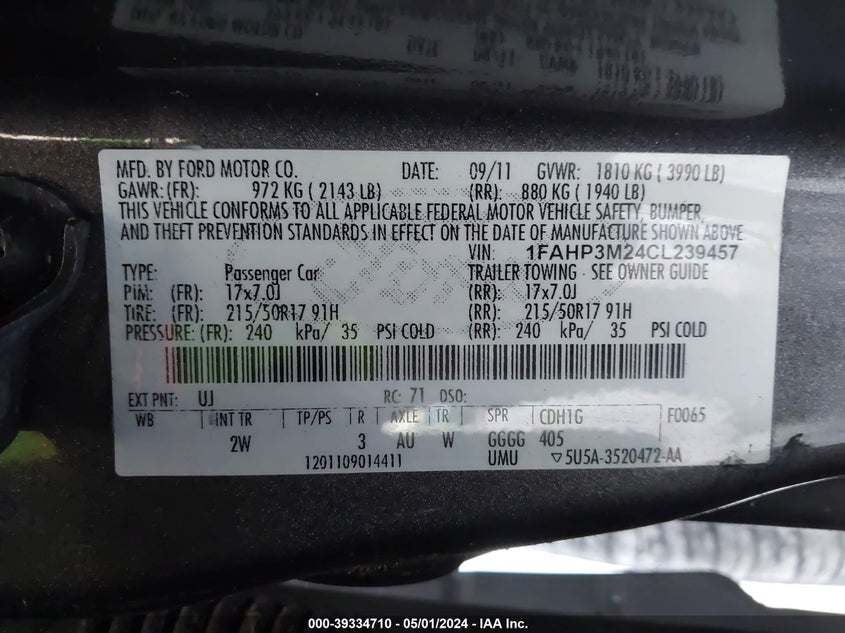 MFD. BY FORD MOTOR CO. DATE: 09/11 GVWR: 1810 KG ( 3990 LB)
GAWR:(FR): 972 KG ( 2143 LB) (RR): 880 KG ( 1940 LB)
THIS VEHICLE CONFORMS TO ALL APPLICABLE FEDERAL MOTOR VEHICLE SAFETY, BUMPER,
AND THEFT PREVENTION STANDARDS IN EFFECT ON THE DATE OF MANUFACTURE SHOWN ABOVE
VIN: 1FAHP3M24CL239457
TYPE: Passenger Car TRAILER TOWING - SEE OWNER GUIDE
RIM: (FR): 17x7.0J (RR): 17x7.0J
TIRE: (FR): 215/50R17 91H (RR): 215/50R17 91H
PRESSURE: (FR): 240 kPa/ 35 PSI COLD (RR): 240 kPa/ 35 PSI COLD
EXT PNT: UJ RC: 71 DSO:
WB INT TR TP/PS R AXLE TR SPR CDH1G F0065
2W 3 AU W GGGG 405
1201109014411 UMU ▽5U5A-3520472-AA
000-39334710 - 05/01/2024 - IAA Inc.